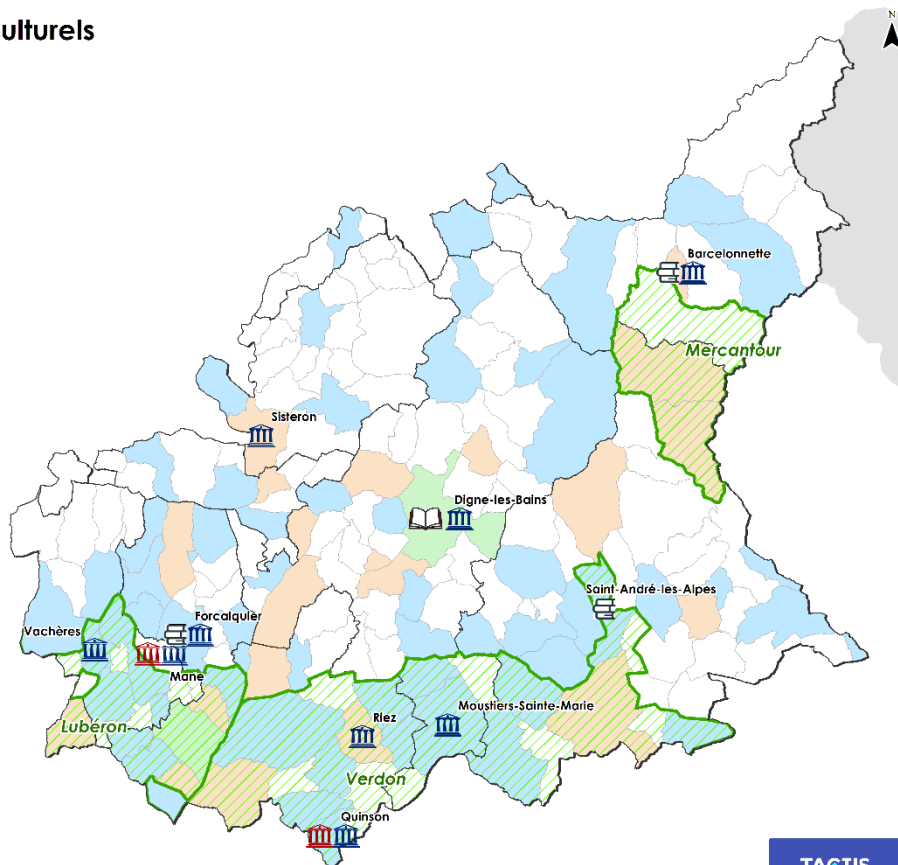 ulturels
N
Barcelonnette
Mercantour
Sisteron
Digne-les-Bains
Saint-André-les-Alpes
Forcalquier
Vachères
Mane
Moustiers-Sainte-Marie
Riez
Lubéron
Verdon
Quinson
TACTIS